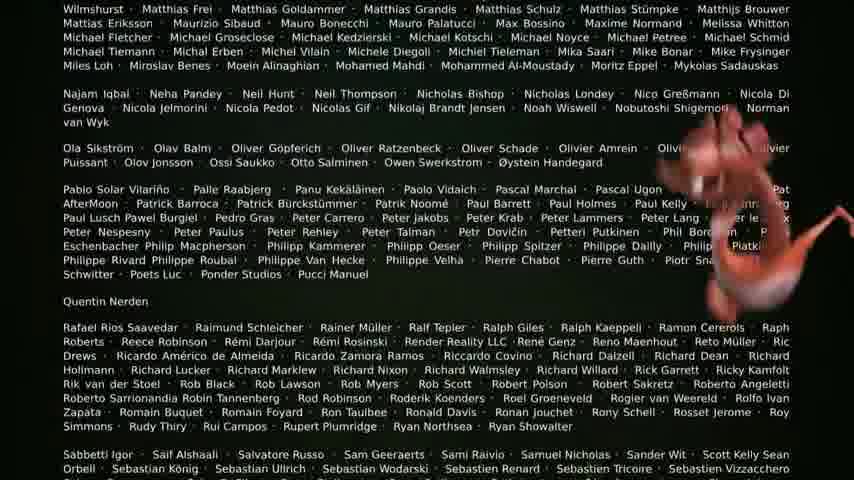 Wilmshurst · Matthias Frei · Matthias Goldammer · Matthias Grandis · Matthias Schulz · Matthias Stümpke · Matthijs Brouwer
Mattias Eriksson · Maurizio Sibaud · Mauro Bonecchi · Mauro Palatucci · Max Bossino · Maxime Normand · Melissa Whitton
Michael Fletcher · Michael Groseclose · Michael Kedzierski · Michael Kotschi · Michael Noyce · Michael Petree · Michael Schmid
Michael Tiemann · Michal Erben · Michel Vilain · Michele Diegoli · Michiel Tieleman · Mika Saari · Mike Bonar · Mike Frysinger
Miles Loh · Miroslav Benes · Moein Alinaghian · Mohamed Mahdi · Mohammed Al-Moustady · Moritz Eppel · Mykolas Sadauskas
Najam Iqbal · Neha Pandey · Neil Hunt · Neil Thompson · Nicholas Bishop · Nicholas Londey · Nico Greßmann · Nicola Di
Genova · Nicola Jelmorini · Nicola Pedot · Nicolas Gif · Nikolaj Brandt Jensen · Noah Wiswell · Nobutoshi Shigemori · Norman
van Wyk
Ola Sikström · Olav Balm · Oliver Göpferich · Oliver Ratzenbeck · Oliver Schade · Olivier Amrein ·
Puissant · Olov Jonsson · Ossi Saukko · Otto Salminen · Owen Swerkstrom · Øystein Handegard
Pablo Solar Vilariño · Palle Raabjerg · Panu Kekäläinen · Paolo Vidaich · Pascal Marchal · Pascal Ugon Pat
AfterMoon · Patrick Barroca · Patrick Bürckstümmer · Patrik Noomé · Paul Barrett · Paul Holmes · Paul Kelly ·
Paul Lusch Pawel Burgiel · Pedro Gras · Peter Carrero · Peter Jakobs · Peter Krab · Peter Lammers · Peter Lang
Peter Nespesny · Peter Paulus · Peter Rehley · Peter Talman · Petr Dovičin · Petteri Putkinen · Phil
Eschenbacher Philip Macpherson · Philipp Kammerer · Philipp Oeser · Philipp Spitzer · Philippe Dailly ·
Philippe Rivard Philippe Roubal · Philippe Van Hecke · Philippe Velha · Pierre Chabot · Pierre Guth · Piotr
Schwitter · Poets Luc · Ponder Studios · Pucci Manuel
Quentin Nerden
Rafael Rios Saavedar · Raimund Schleicher · Rainer Müller · Ralf Tepler · Ralph Giles · Ralph Kaeppeli · Ramon Cererols · Raph
Roberts · Reece Robinson · Rémi Darjour · Rémi Rosinski · Render Reality LLC · René Genz · Reno Maenhout · Reto Müller · Ric
Drews · Ricardo Américo de Almeida · Ricardo Zamora Ramos · Riccardo Covino · Richard Dalzell · Richard Dean · Richard
Hollmann · Richard Lucker · Richard Marklew · Richard Nixon · Richard Walmsley · Richard Willard · Rick Garrett · Ricky Kamfolt
Rik van der Stoel · Rob Black · Rob Lawson · Rob Myers · Rob Scott · Robert Polson · Robert Sakretz · Roberto Angeletti
Roberto Sarrionandia Robin Tannenberg · Rod Robinson · Roderik Koenders · Roel Groeneveld · Rogier van Weereld · Rolfo Ivan
Zapata · Romain Buquet · Romain Foyard · Ron Taulbee · Ronald Davis · Ronan Jouchet · Rony Schell · Rosset Jerome · Roy
Simmons · Rudy Thiry · Rui Campos · Rupert Plumridge · Ryan Northsea · Ryan Showalter
Sabbetti Igor · Saif Alshaali · Salvatore Russo · Sam Geeraerts · Sami Raivio · Samuel Nicholas · Sander Wit · Scott Kelly Sean
Orbell · Sebastian König · Sebastian Ullrich · Sebastian Wodarski · Sebastien Renard · Sebastien Tricoire · Sebastien Vizzacchero